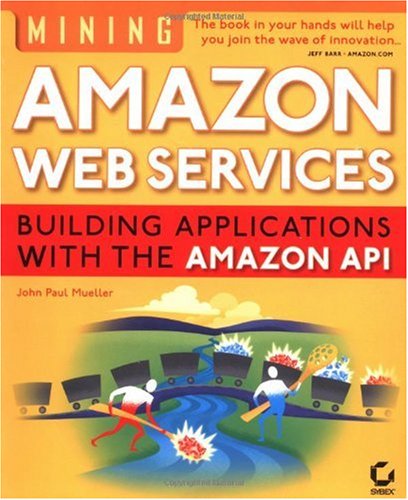 MINING
The book in your hands will help
you join the wave of innovation...
JEFF BARR - AMAZON.COM
AMAZON
WEB SERVICES
BUILDING APPLICATIONS
WITH THE AMAZON API
John Paul Mueller
SYBEX